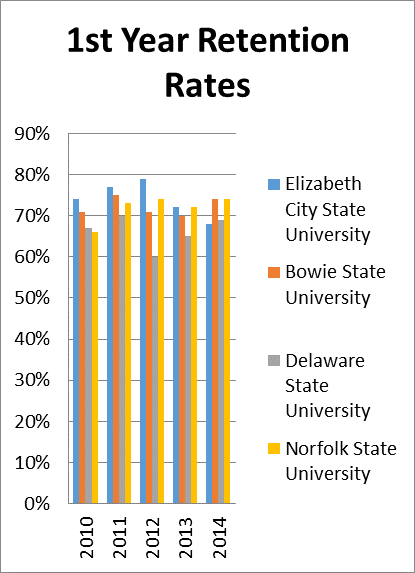 1st Year Retention
Rates
90%
80%
70%
60%
50%
40%
30%
20%
10%
0%
2010
2011
2012
2013
2014
Elizabeth
City State
University
Bowie State
University
Delaware
State
University
Norfolk State
University